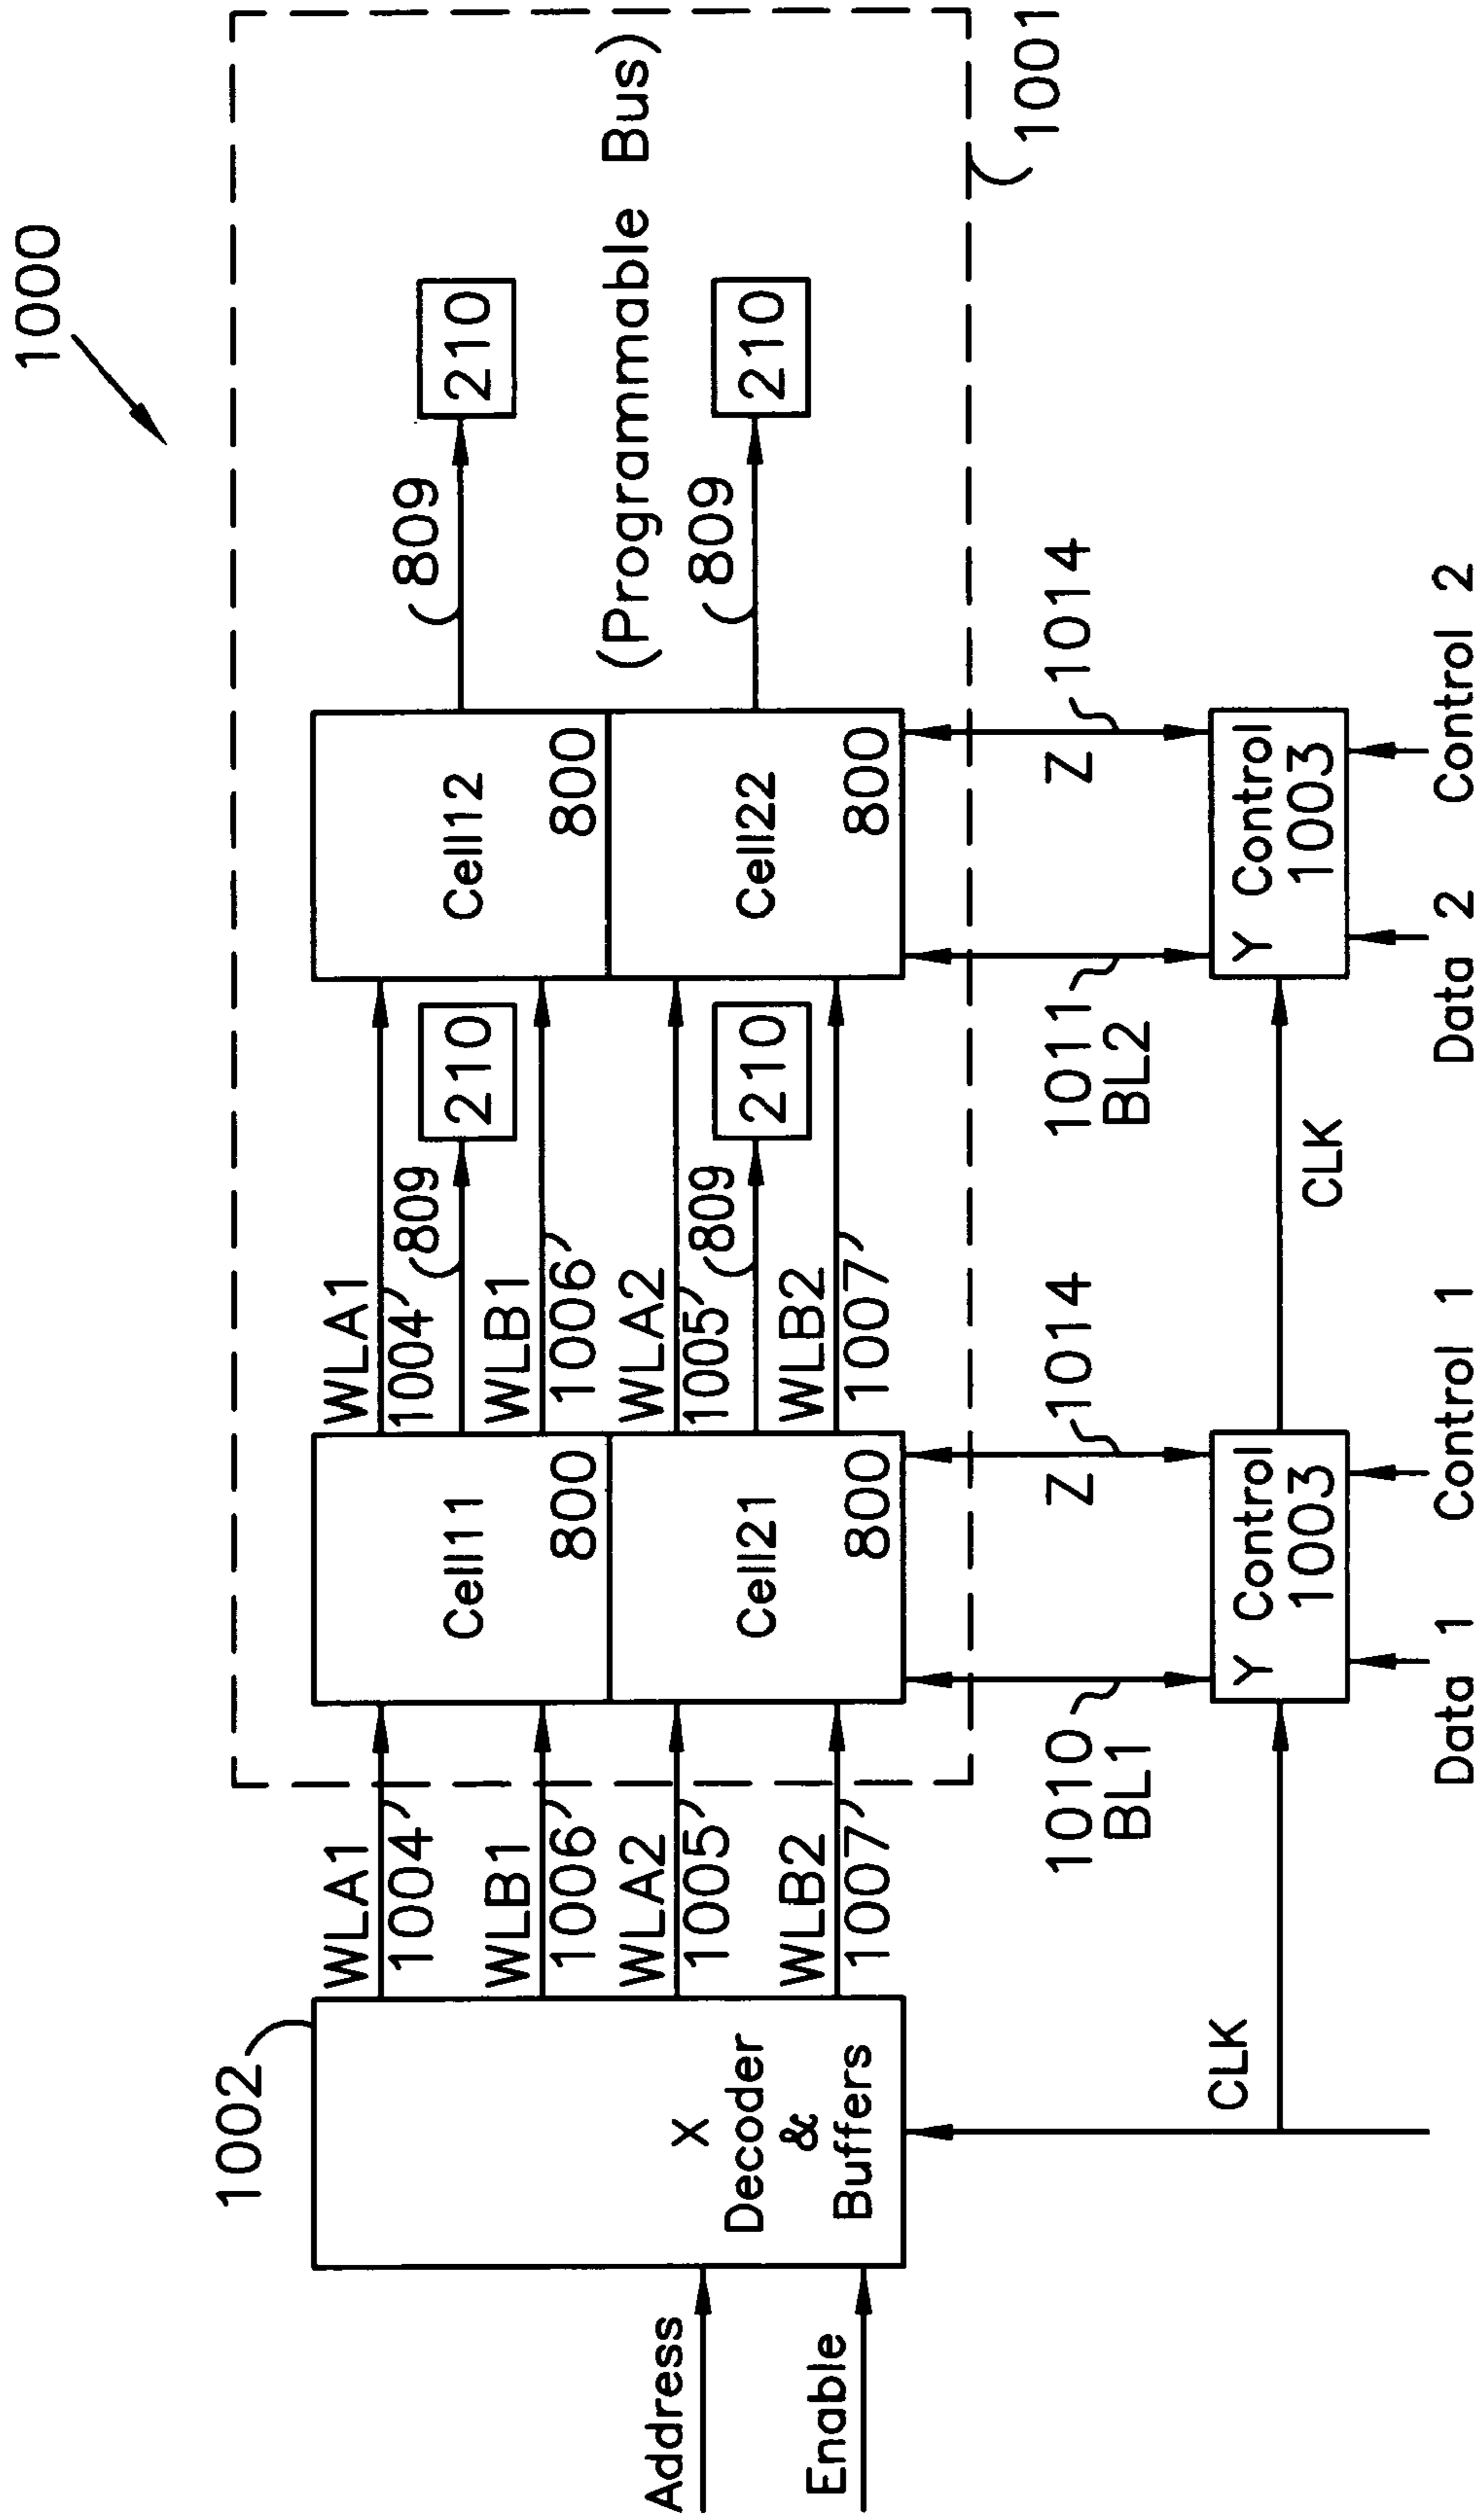 1000
1002
WLA1
1004
WLB1
1006
WLA2
1005
WLB2
1007
X
Decoder
&
Buffers
Address
Enable
CLK
Cell11
800
Cell21
800
WLA1
1004
809
210
WLB1
1006
WLA2
1005
809
210
WLB2
1007
Cell12
800
Cell22
800
809
210
(Programmable Bus)
809
210
1001
1010
BL1
Z
1014
1011
BL2
Z
1014
Y Control
1003
CLK
Y Control
1003
Data 1
Control 1
Data 2
Control 2